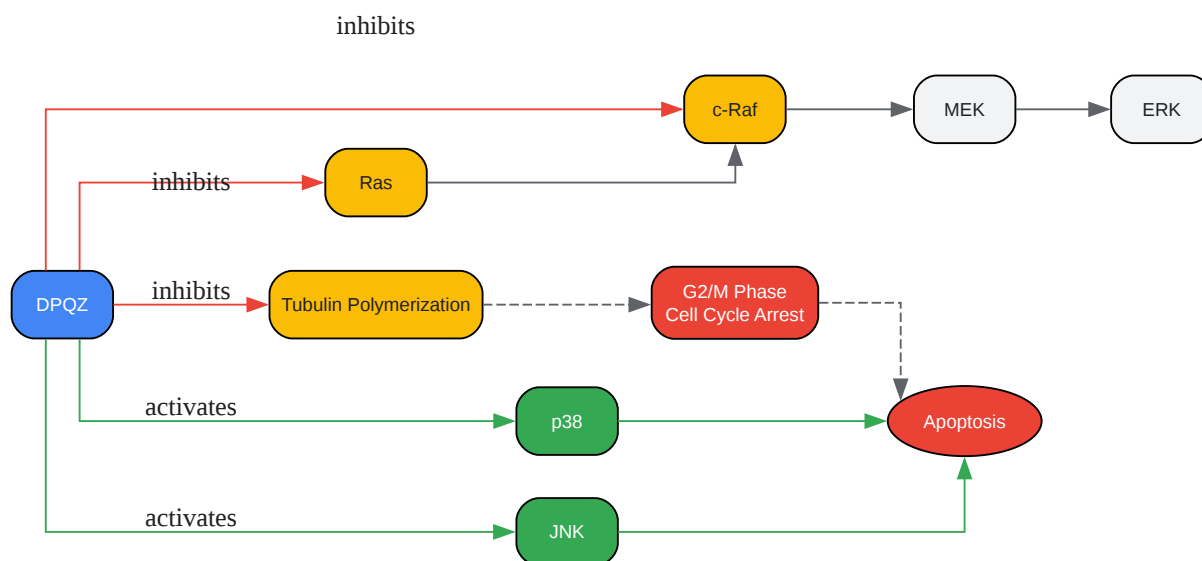 inhibits
c-Raf
MEK
ERK
inhibits
Ras
DPQZ
inhibits
Tubulin Polymerization
G2/M Phase
Cell Cycle Arrest
activates
p38
Apoptosis
activates
JNK